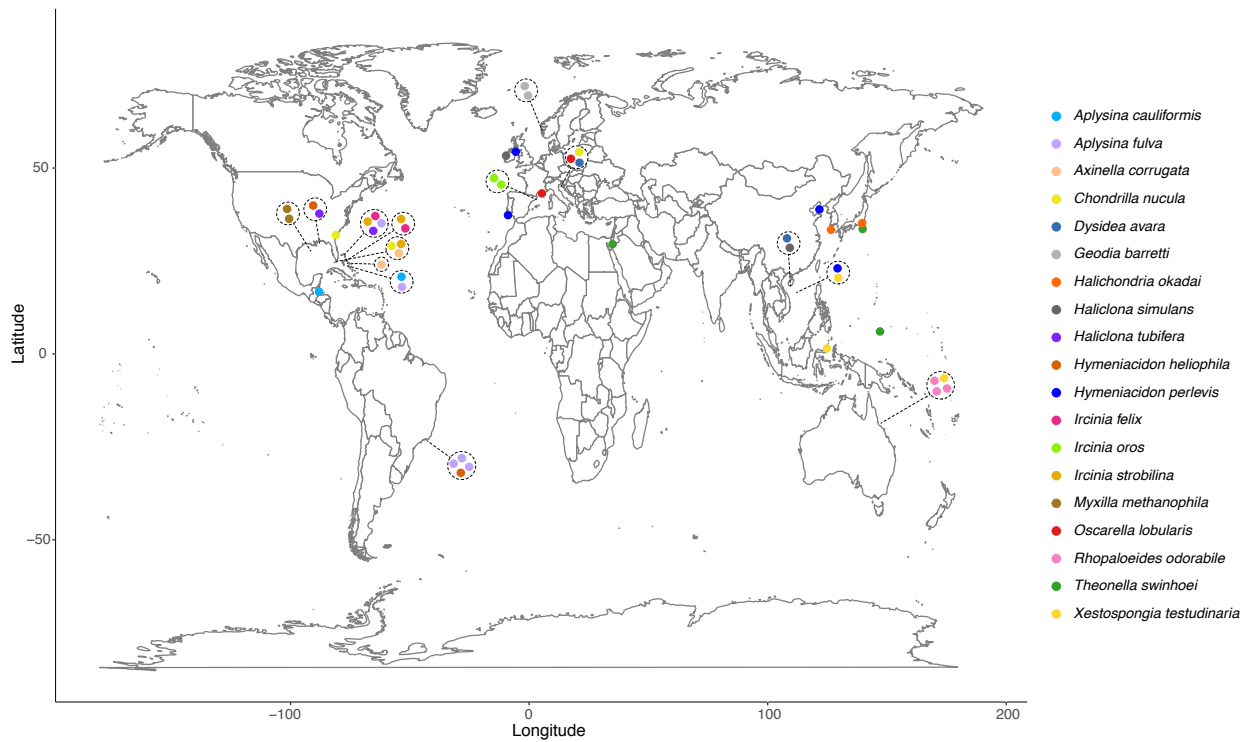 50
0
−50
Latitude
−100
0
100
200
Longitude
Aplysina cauliformis
Aplysina fulva
Axinella corrugata
Chondrilla nucula
Dysidea avara
Geodia barretti
Halichondria okadai
Haliclona simulans
Haliclona tubifera
Hymeniacidon heliophila
Hymeniacidon perlevis
Ircinia felix
Ircinia oros
Ircinia strobilina
Myxilla methanophila
Oscarella lobularis
Rhopaloeides odorabile
Theonella swinhoei
Xestospongia testudinaria